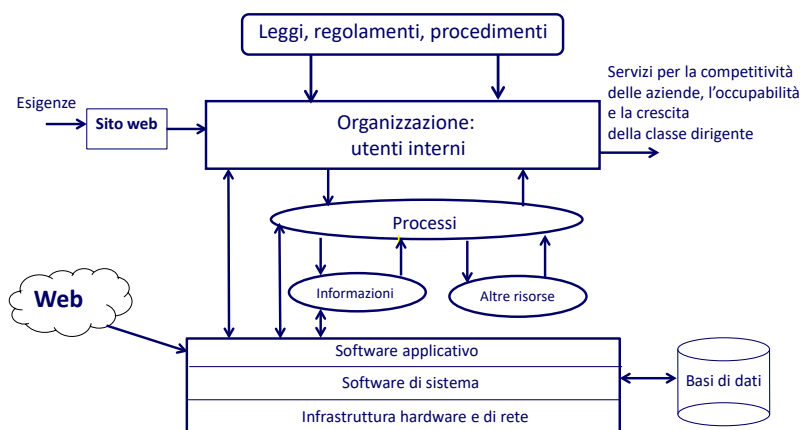 Leggi, regolamenti, procedimenti
Servizi per la competitività
delle aziende, l'occupabilità
e la crescita
della classe dirigente
Esigenze
Sito web
Organizzazione:
utenti interni
Processi
Informazioni
Altre risorse
Web
Software applicativo
Software di sistema
Infrastruttura hardware e di rete
Basi di dati